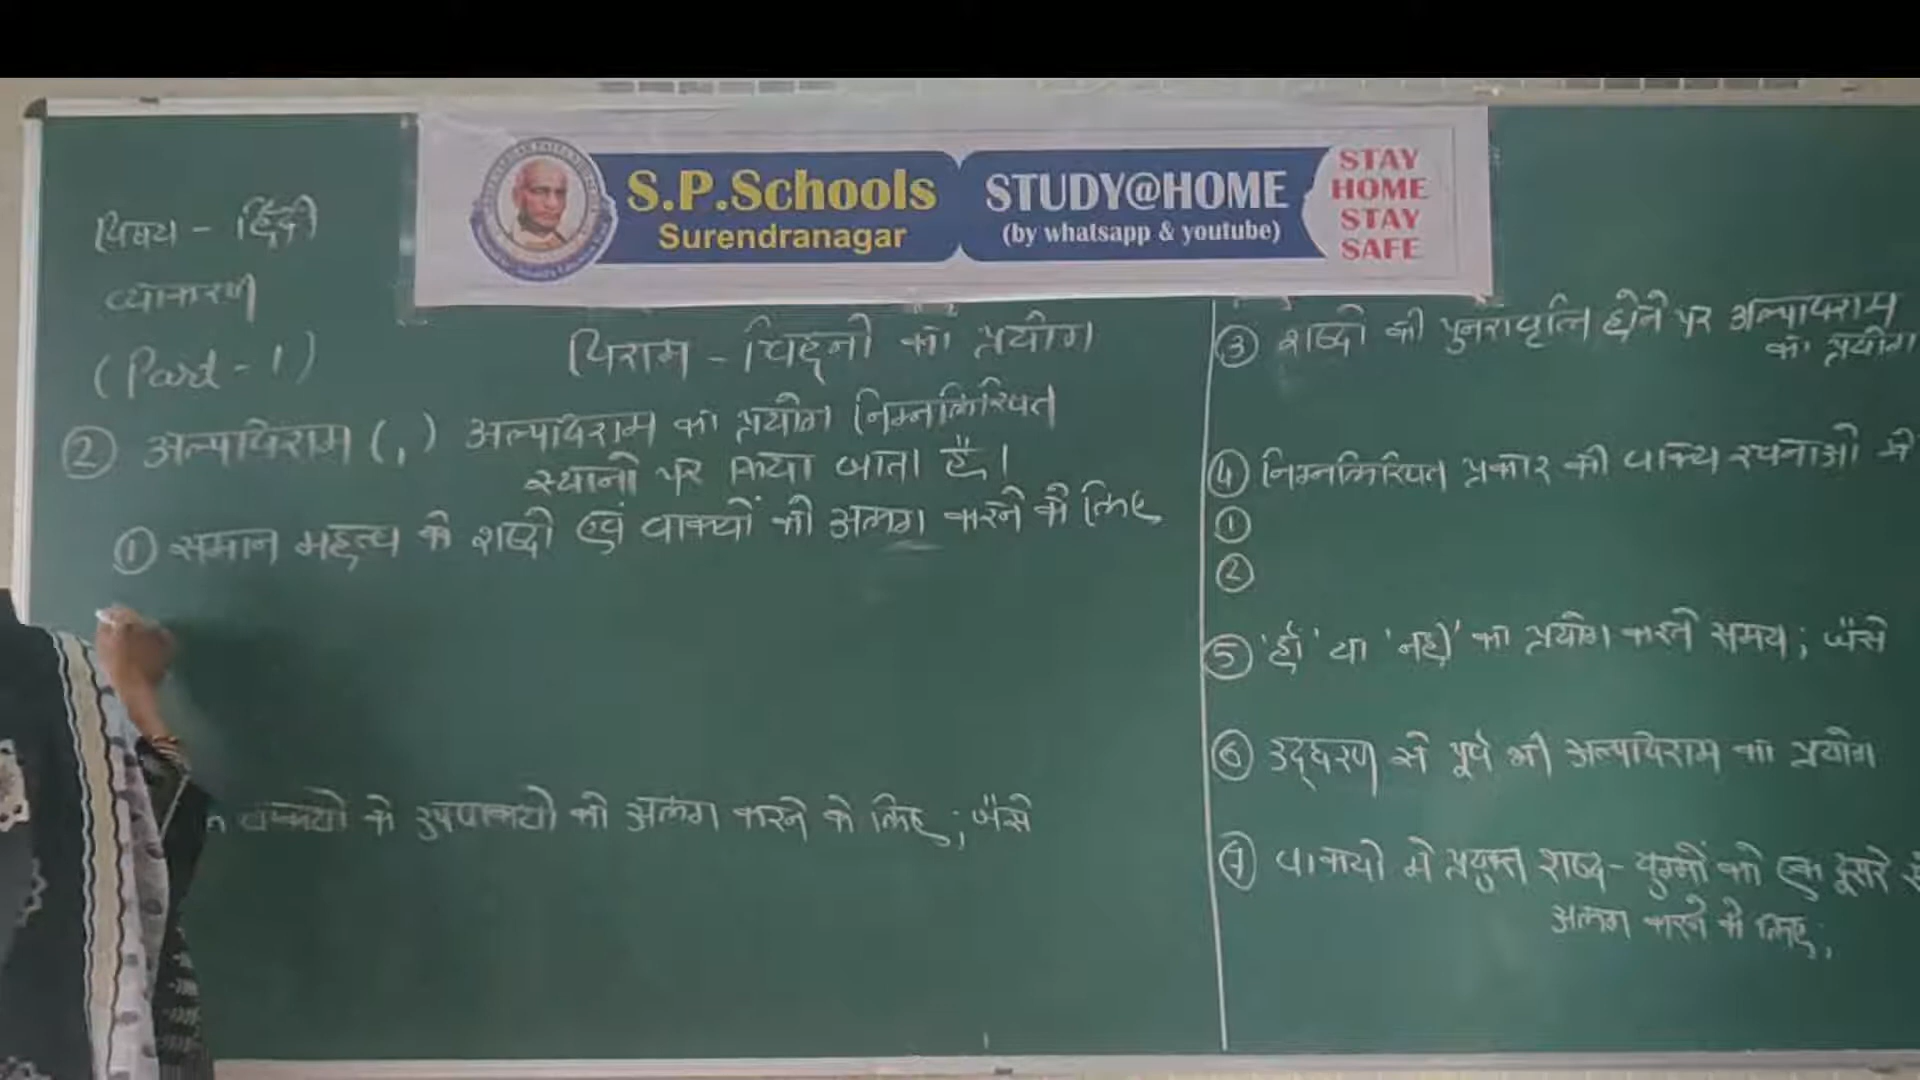 S.P.Schools
Surendranagar
STUDY@HOME
(by whatsapp & youtube)
STAY
HOME
STAY
SAFE
विषय - हिंदी
व्याकरण
(Part - 1)
विराम - चिह्नो का प्रयोग
② अल्पविराम (,) अल्पविराम का प्रयोग निम्नलिखित
स्थानो पर किया जाता है।
① समान महत्व के शब्दो एवं वाक्यों को अलग करने के लिए
वाक्यो के उपवाक्यो को अलग करने के लिए; जैसे
③ शब्दो की पुनरावृत्ति होने पर अल्पविराम
का प्रयोग
④ निम्नलिखित प्रकार की वाक्य रचनाओ मे
①
②
⑤ 'हाँ' या 'नही' का प्रयोग करते समय; जैसे
⑥ उद्धरण से पूर्व भी अल्पविराम का प्रयोग
⑦ वाक्यो मे प्रयुक्त शब्द - युग्मों को एक दूसरे से
अलग करने के लिए;